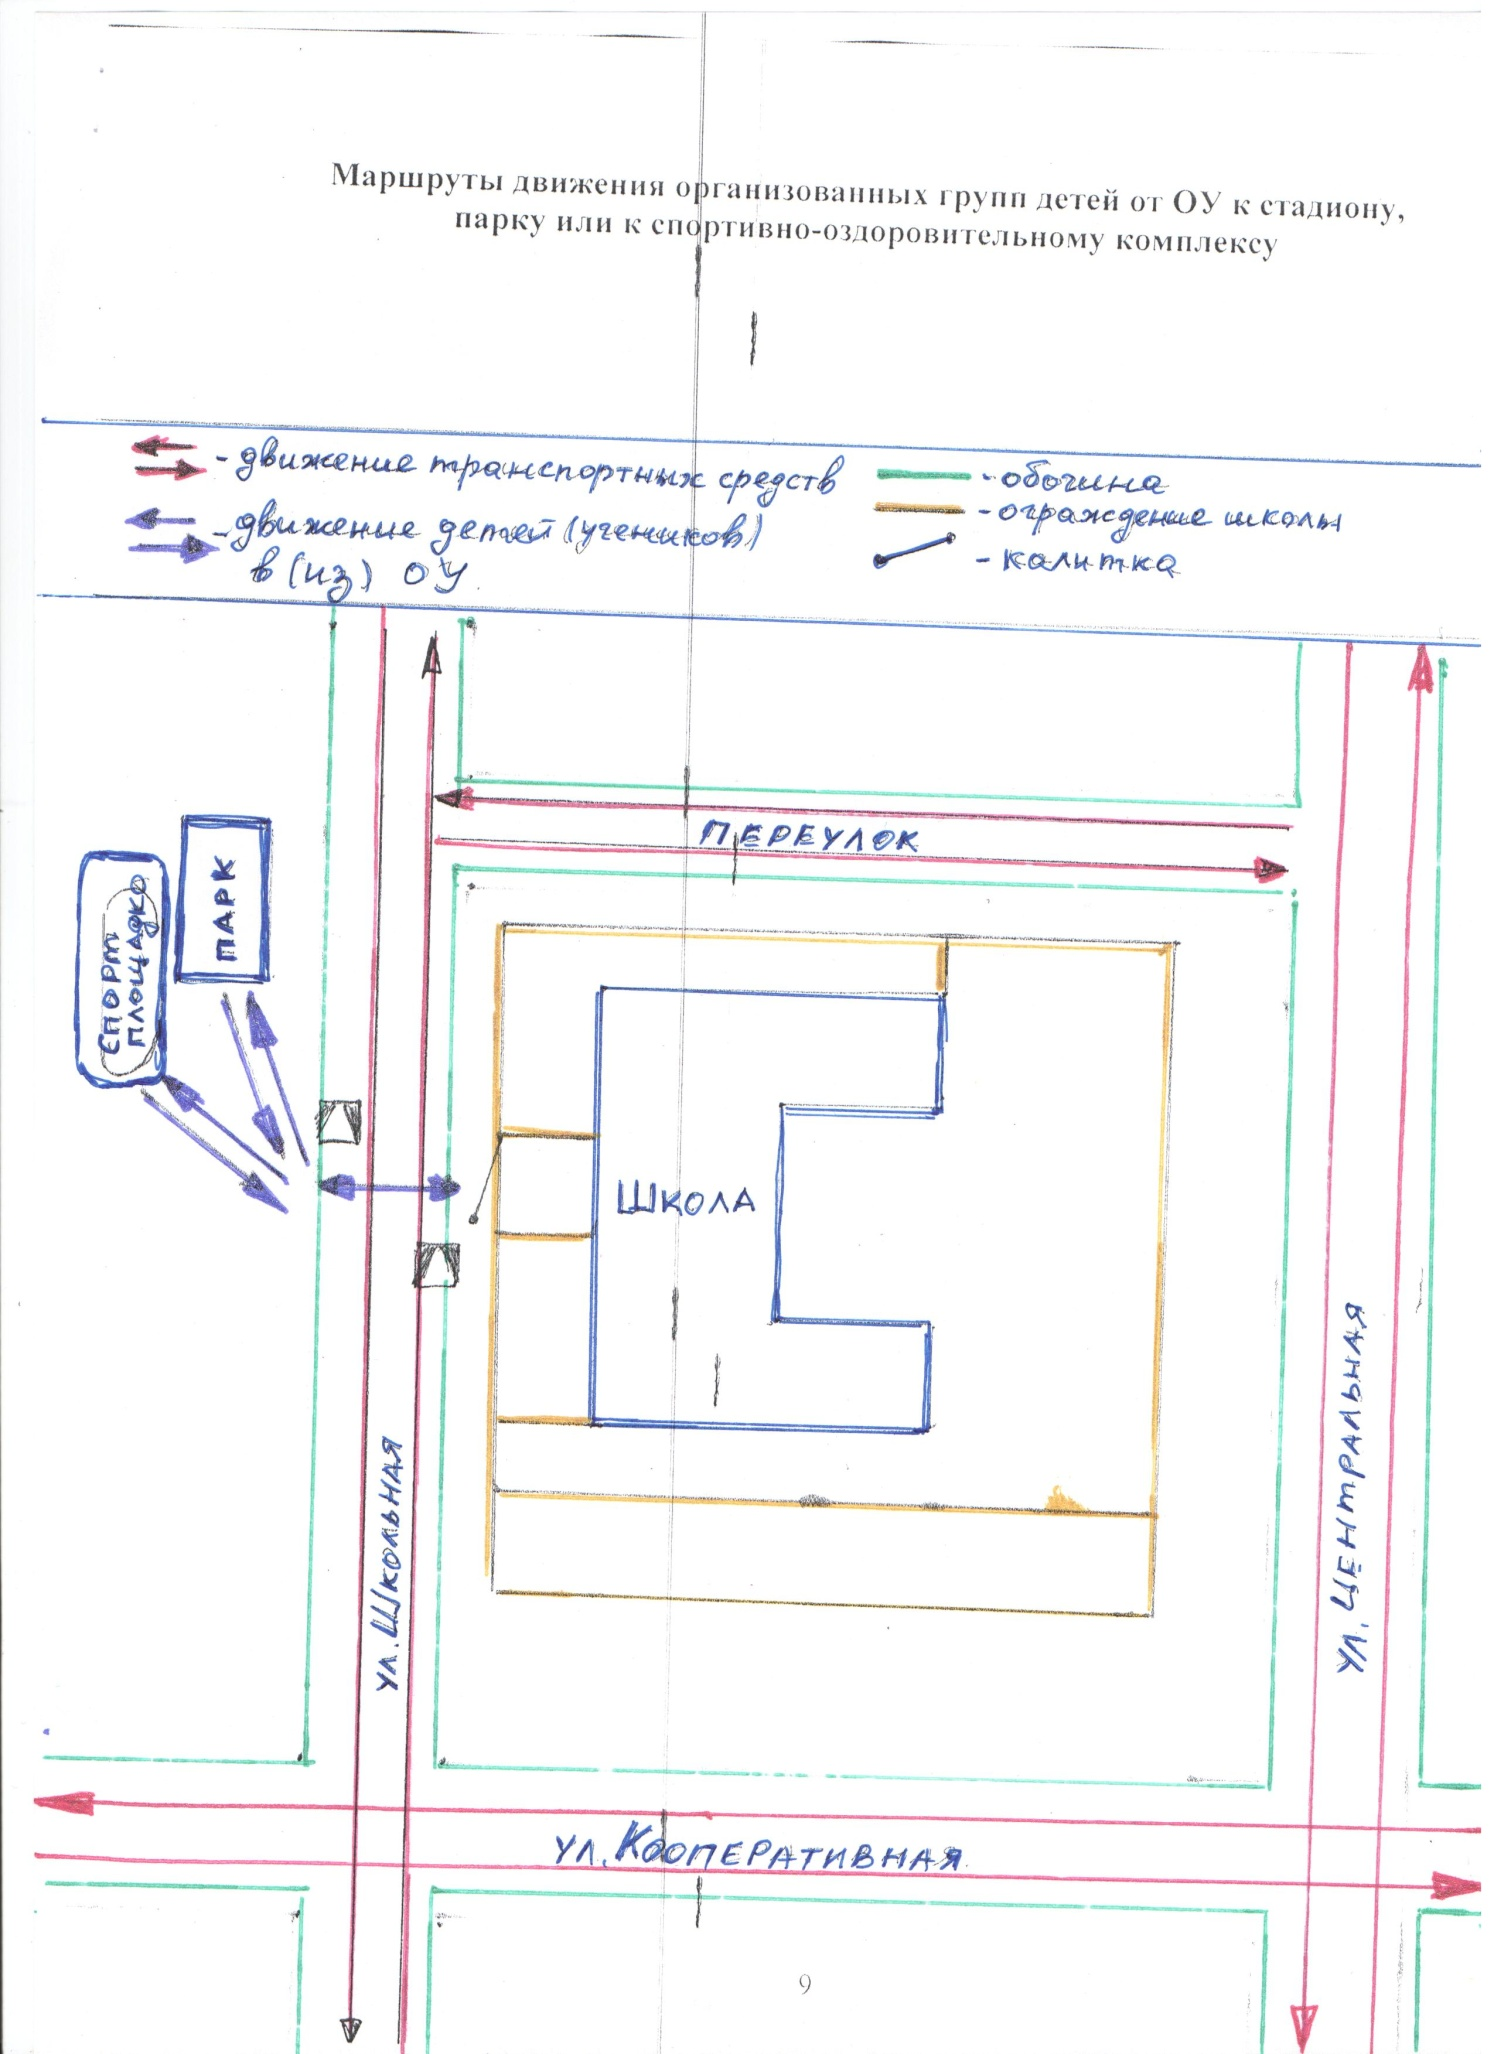 Маршруты движения организованных групп детей от ОУ к стадиону,
парку или к спортивно-оздоровительному комплексу
- движение транспортных средств
- движение детей (учеников)
в (из) ОУ
- обочина
- ограждение школы
- калитка
ПЕРЕУЛОК
ПАРК
СПОРТ
ПЛОЩАДКА
ШКОЛА
УЛ. ШКОЛЬНАЯ
УЛ. ЦЕНТРАЛЬНАЯ
УЛ. КООПЕРАТИВНАЯ
9